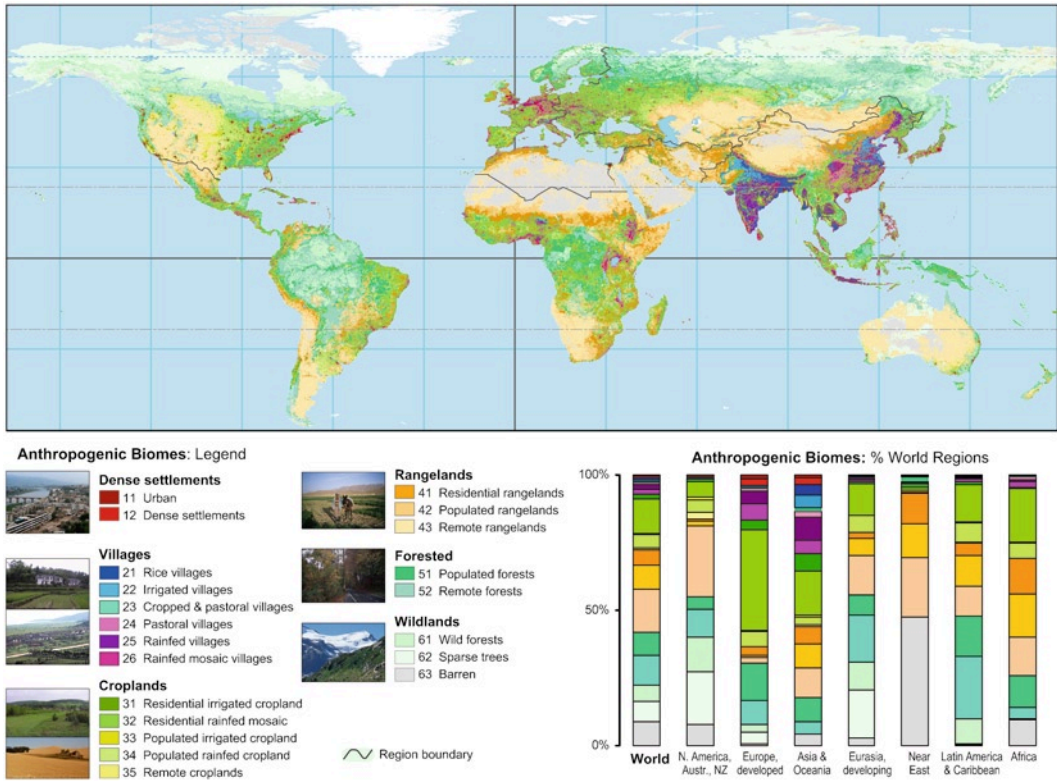 Anthropogenic Biomes: Legend
Dense settlements
11 Urban
12 Dense settlements
Villages
21 Rice villages
22 Irrigated villages
23 Cropped & pastoral villages
24 Pastoral villages
25 Rainfed villages
26 Rainfed mosaic villages
Croplands
31 Residential irrigated cropland
32 Residential rainfed mosaic
33 Populated irrigated cropland
34 Populated rainfed cropland
35 Remote croplands
Rangelands
41 Residential rangelands
42 Populated rangelands
43 Remote rangelands
Forested
51 Populated forests
52 Remote forests
Wildlands
61 Wild forests
62 Sparse trees
63 Barren
Region boundary
Anthropogenic Biomes: % World Regions
100%
50%
0%
World
N. America,
Austr., NZ
Europe,
developed
Asia &
Oceania
Eurasia,
developing
Near
East
Latin America
& Caribbean
Africa